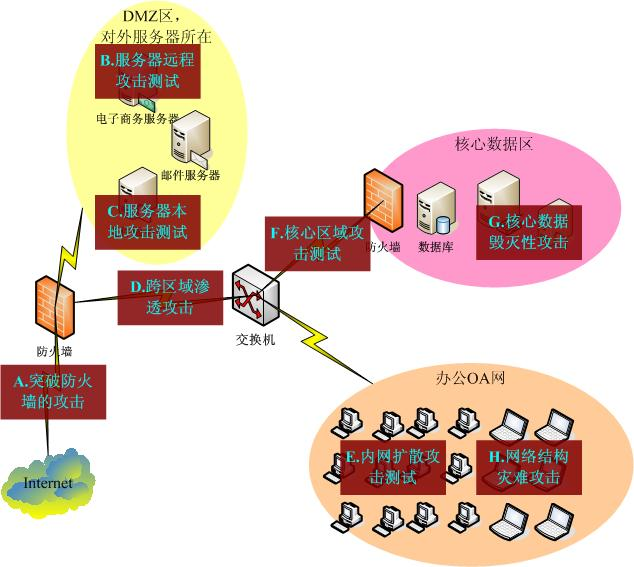 DMZ区，
对外服务器所在
B.服务器远程
攻击测试
电子商务服务器
邮件服务器
C.服务器本
地攻击测试
核心数据区
防火墙
数据库
G.核心数据
毁灭性攻击
F.核心区域攻
击测试
D.跨区域渗
透攻击
交换机
防火墙
A.突破防火
墙的攻击
Internet
办公OA网
E.内网扩散攻
击测试
H.网络结构
灾难攻击